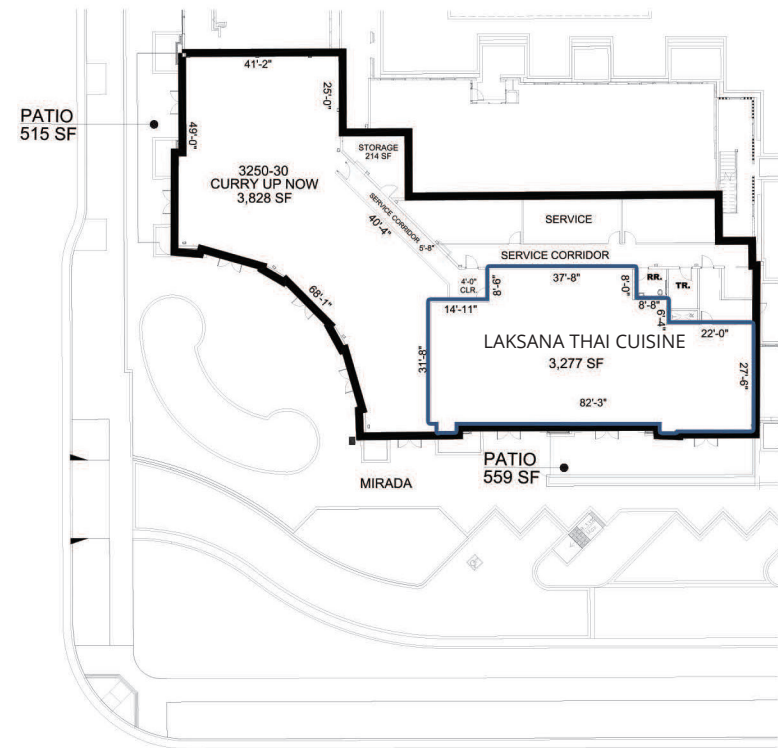 41'-2"
25'-0"
PATIO
515 SF
49'-0"
STORAGE
214 SF
3250-30
CURRY UP NOW
3,828 SF
SERVICE CORRIDOR
40'-4"
5'-8"
SERVICE
SERVICE CORRIDOR
4'-0"
CLR.
9'-8"
37'-8"
8'-0"
RR.
TR.
68'-1"
14'-11"
8'-8"
6'-4"
22'-0"
31'-8"
LAKSANA THAI CUISINE
3,277 SF
27'-6"
82'-3"
PATIO
559 SF
MIRADA